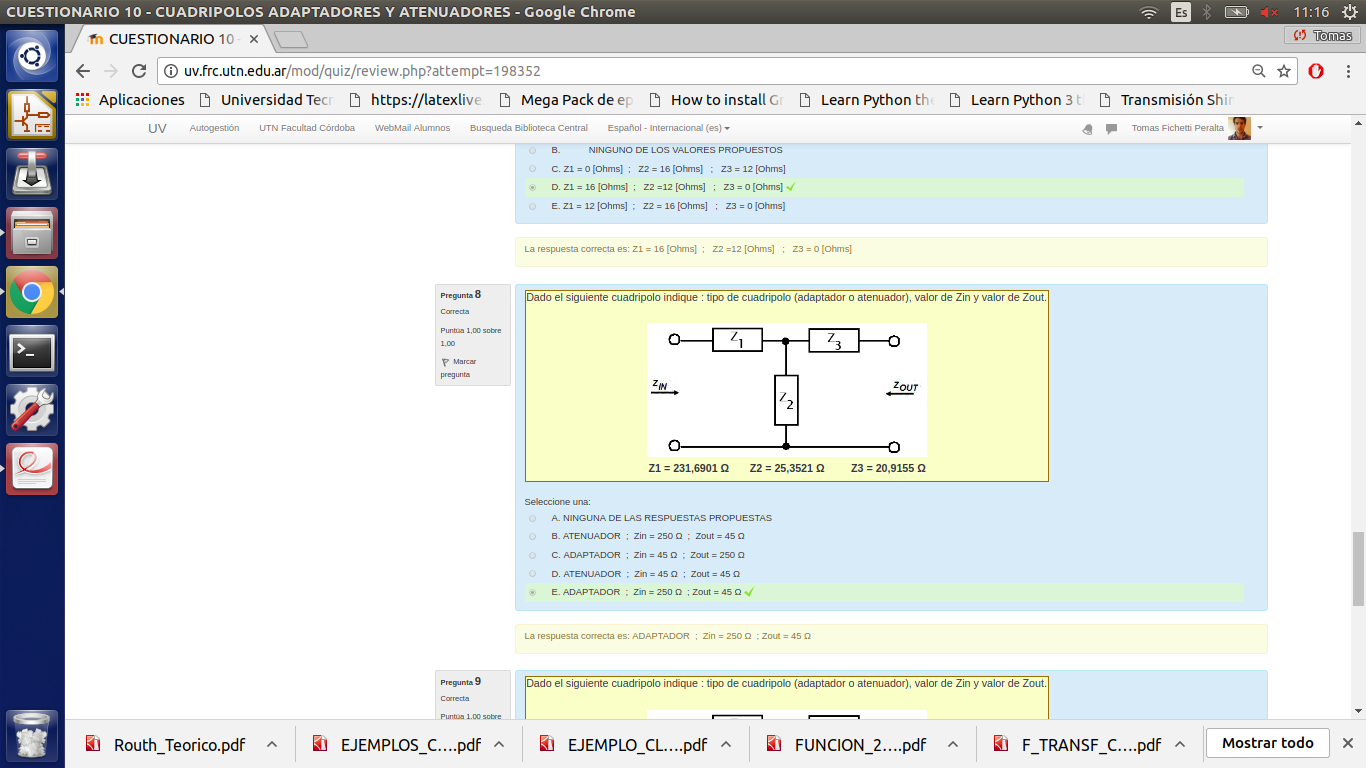 CUESTIONARIO 10 - CUADRIPOLOS ADAPTADORES Y ATENUADORES - Google Chrome
Es
11:16
CUESTIONARIO 10
Tomas
uv.frc.utn.edu.ar/mod/quiz/review.php?attempt=198352
Aplicaciones
Universidad Tecn
https://latexlive
Mega Pack de ep
How to install Gr
Learn Python the
Learn Python 3 t
Transmisión Shir
UV
Autogestión
UTN Facultad Córdoba
WebMail Alumnos
Busqueda Biblioteca Central
Español - Internacional (es)
Tomas Fichetti Peralta
B. NINGUNO DE LOS VALORES PROPUESTOS
C. Z1 = 0 [Ohms] ; Z2 = 16 [Ohms] ; Z3 = 12 [Ohms]
D. Z1 = 16 [Ohms] ; Z2 =12 [Ohms] ; Z3 = 0 [Ohms]
E. Z1 = 12 [Ohms] ; Z2 = 16 [Ohms] ; Z3 = 0 [Ohms]
La respuesta correcta es: Z1 = 16 [Ohms] ; Z2 =12 [Ohms] ; Z3 = 0 [Ohms]
Pregunta 8
Correcta
Puntúa 1,00 sobre
1,00
Marcar
pregunta
Dado el siguiente cuadripolo indique : tipo de cuadripolo (adaptador o atenuador), valor de Zin y valor de Zout.
Z1
Z3
ZIN
Z2
ZOUT
Z1 = 231,6901 Ω Z2 = 25,3521 Ω Z3 = 20,9155 Ω
Seleccione una:
A. NINGUNA DE LAS RESPUESTAS PROPUESTAS
B. ATENUADOR ; Zin = 250 Ω ; Zout = 45 Ω
C. ADAPTADOR ; Zin = 45 Ω ; Zout = 250 Ω
D. ATENUADOR ; Zin = 45 Ω ; Zout = 45 Ω
E. ADAPTADOR ; Zin = 250 Ω ; Zout = 45 Ω
La respuesta correcta es: ADAPTADOR ; Zin = 250 Ω ; Zout = 45 Ω
Pregunta 9
Correcta
Puntúa 1,00 sobre
Dado el siguiente cuadripolo indique : tipo de cuadripolo (adaptador o atenuador), valor de Zin y valor de Zout.
Routh_Teorico.pdf
EJEMPLOS_C....pdf
EJEMPLO_CL....pdf
FUNCION_2....pdf
F_TRANSF_C....pdf
Mostrar todo